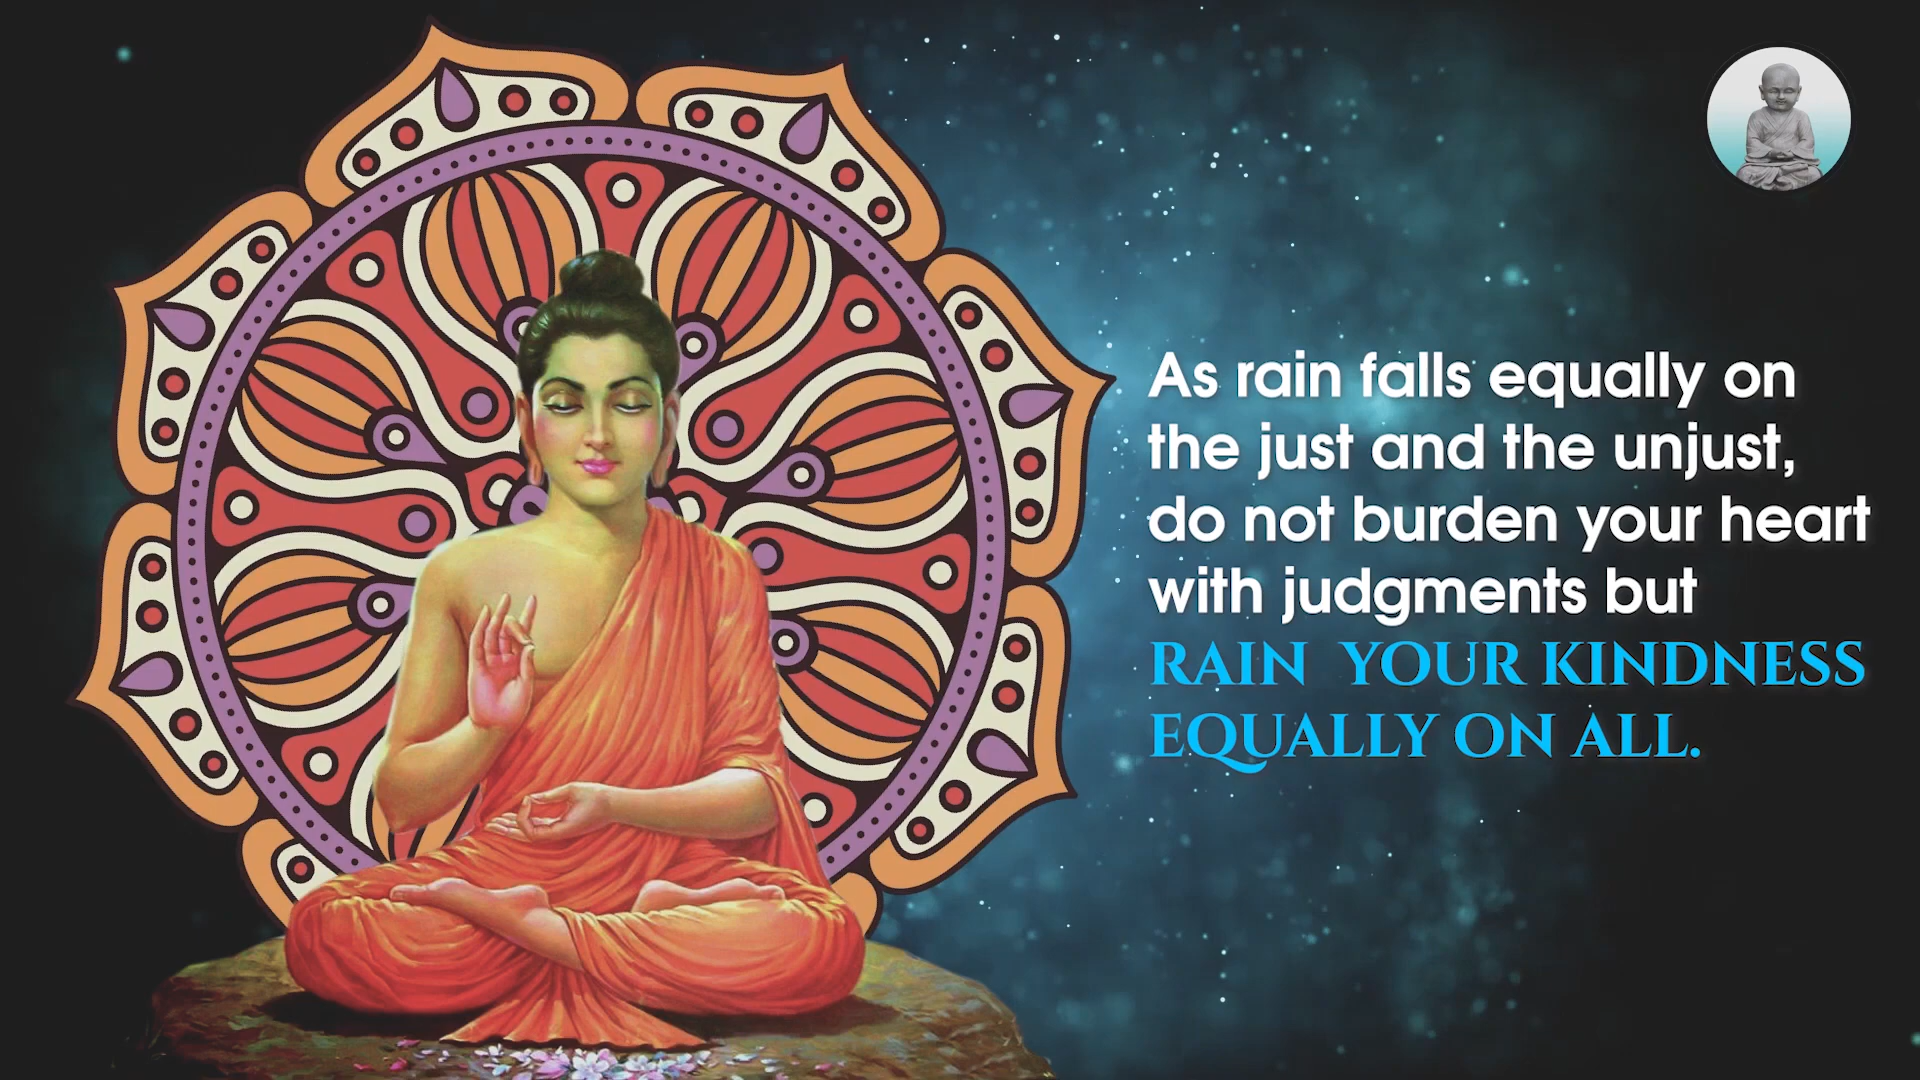 As rain falls equally on
the just and the unjust,
do not burden your heart
with judgments but
RAIN YOUR KINDNESS
EQUALLY ON ALL.